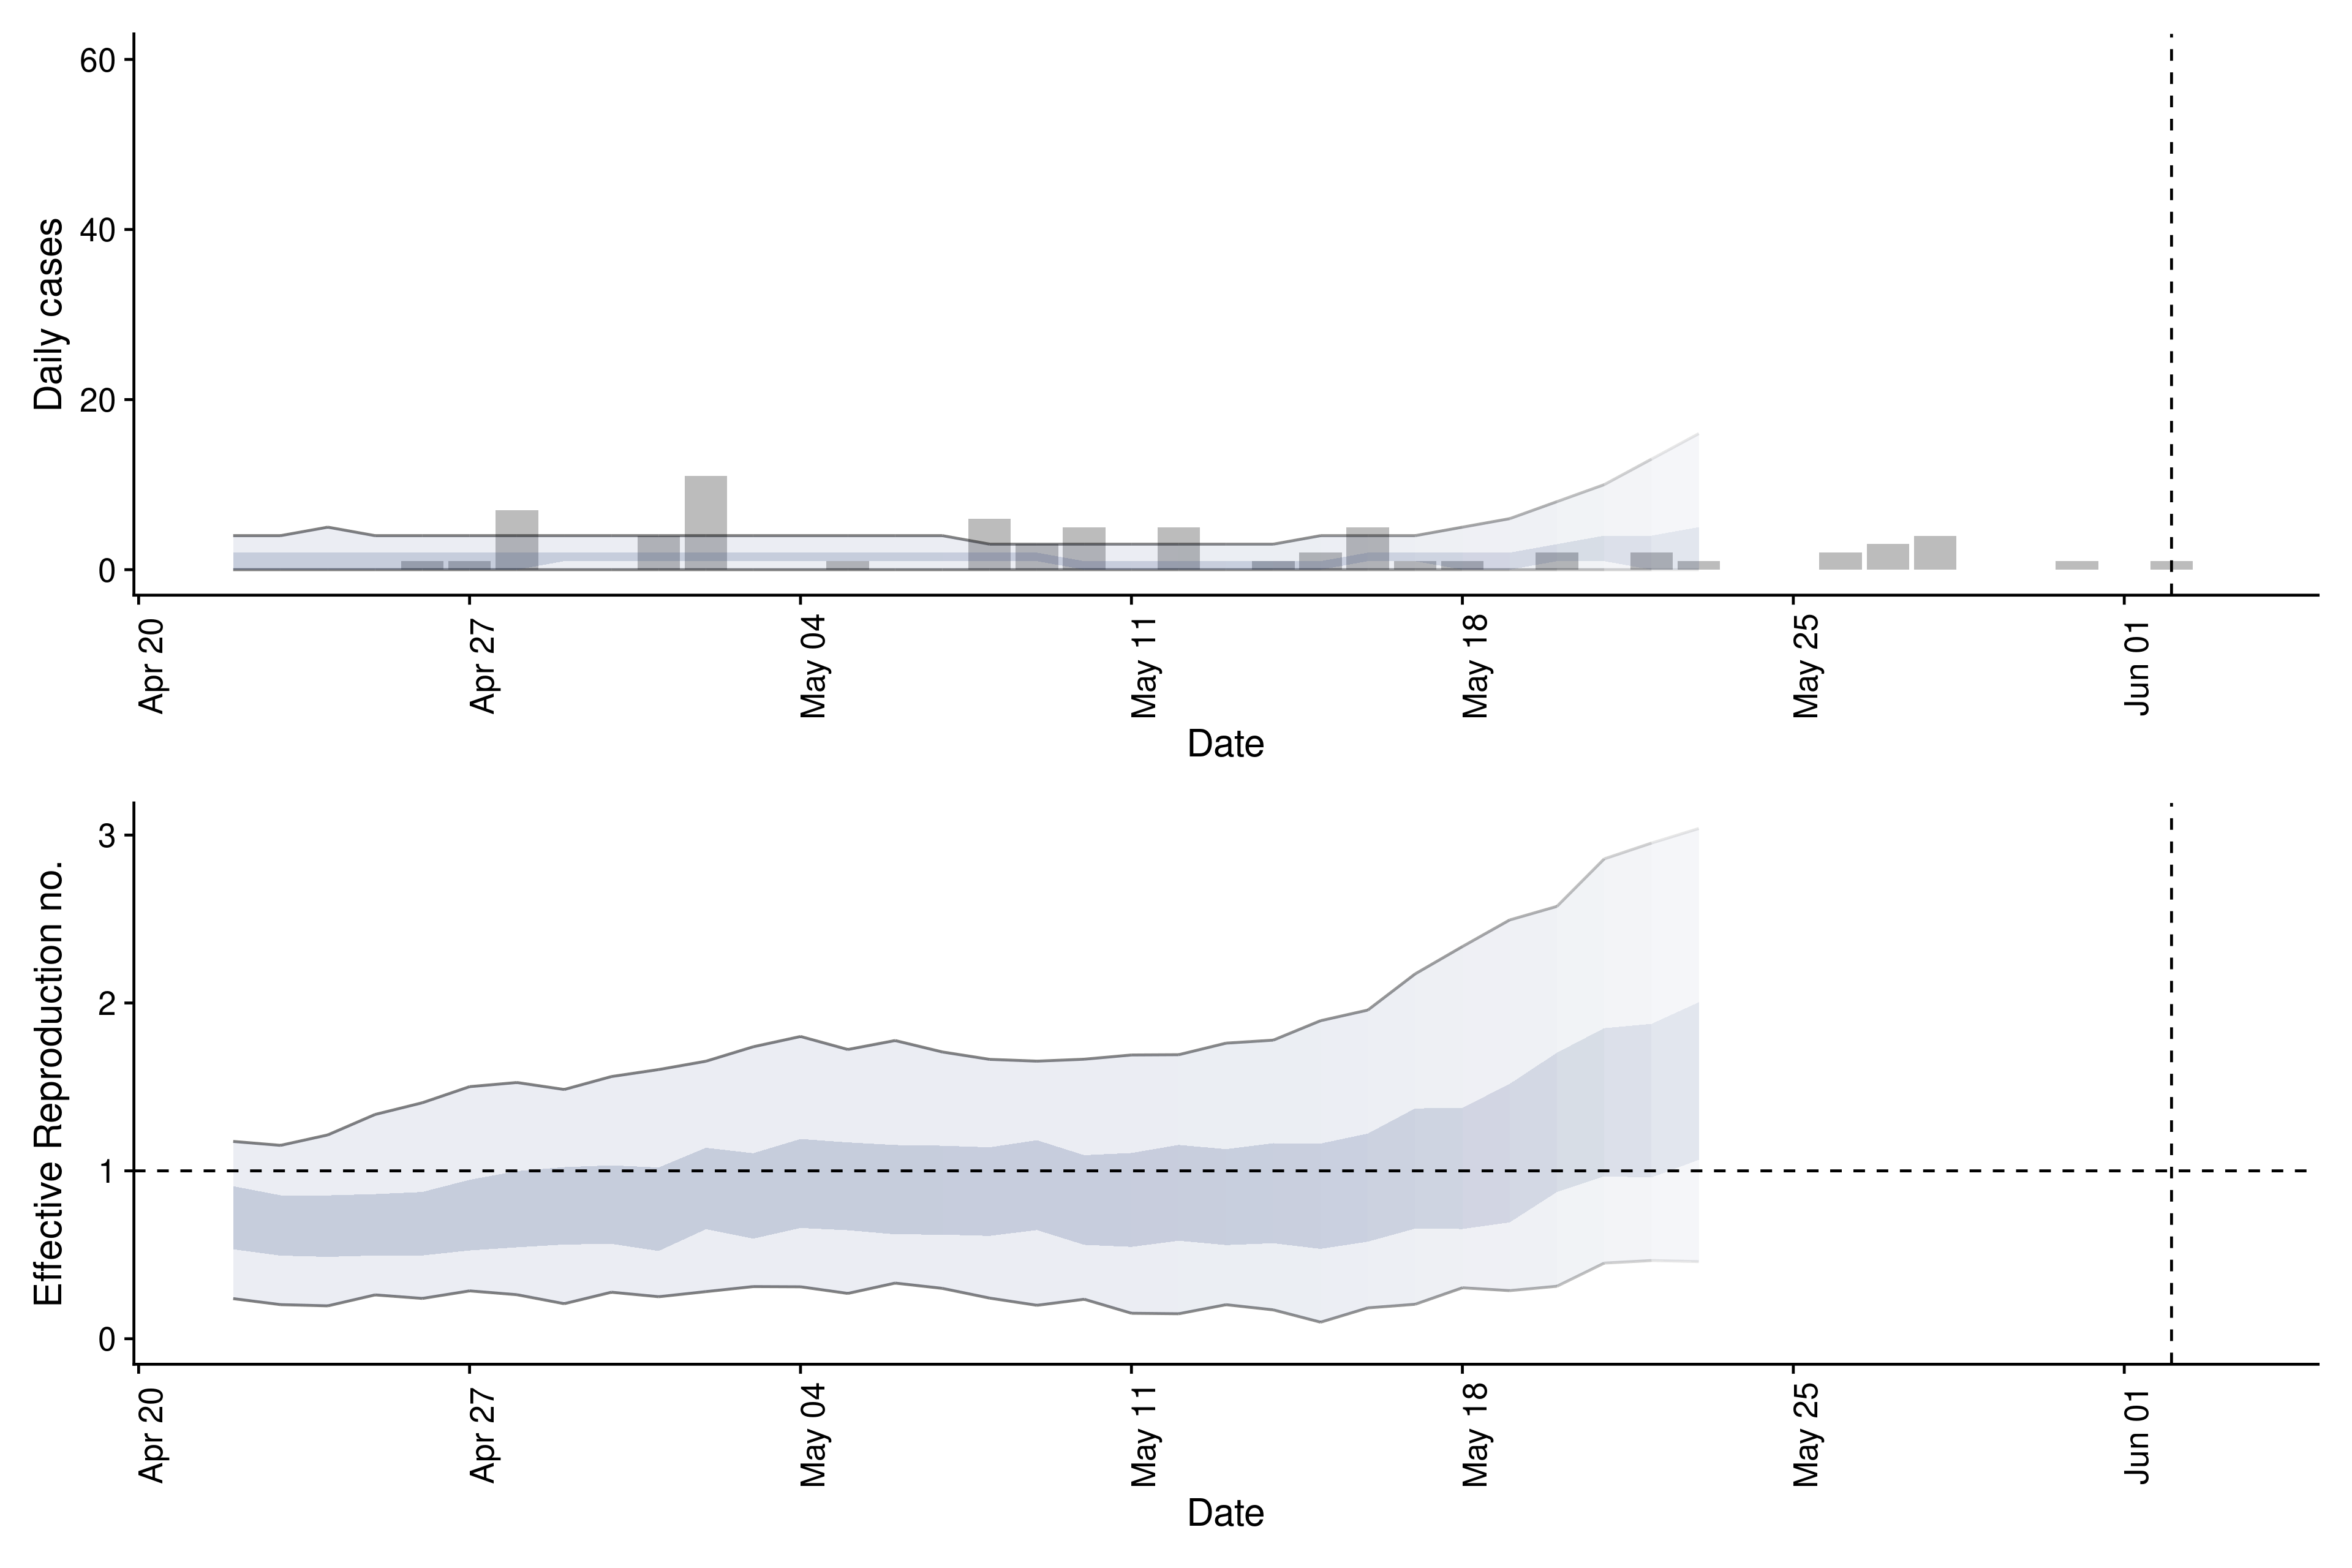 Daily cases
60
40
20
0
Apr 20
Apr 27
May 04
May 11
May 18
May 25
Jun 01
Date
Effective Reproduction no.
3
2
1
0
Apr 20
Apr 27
May 04
May 11
May 18
May 25
Jun 01
Date